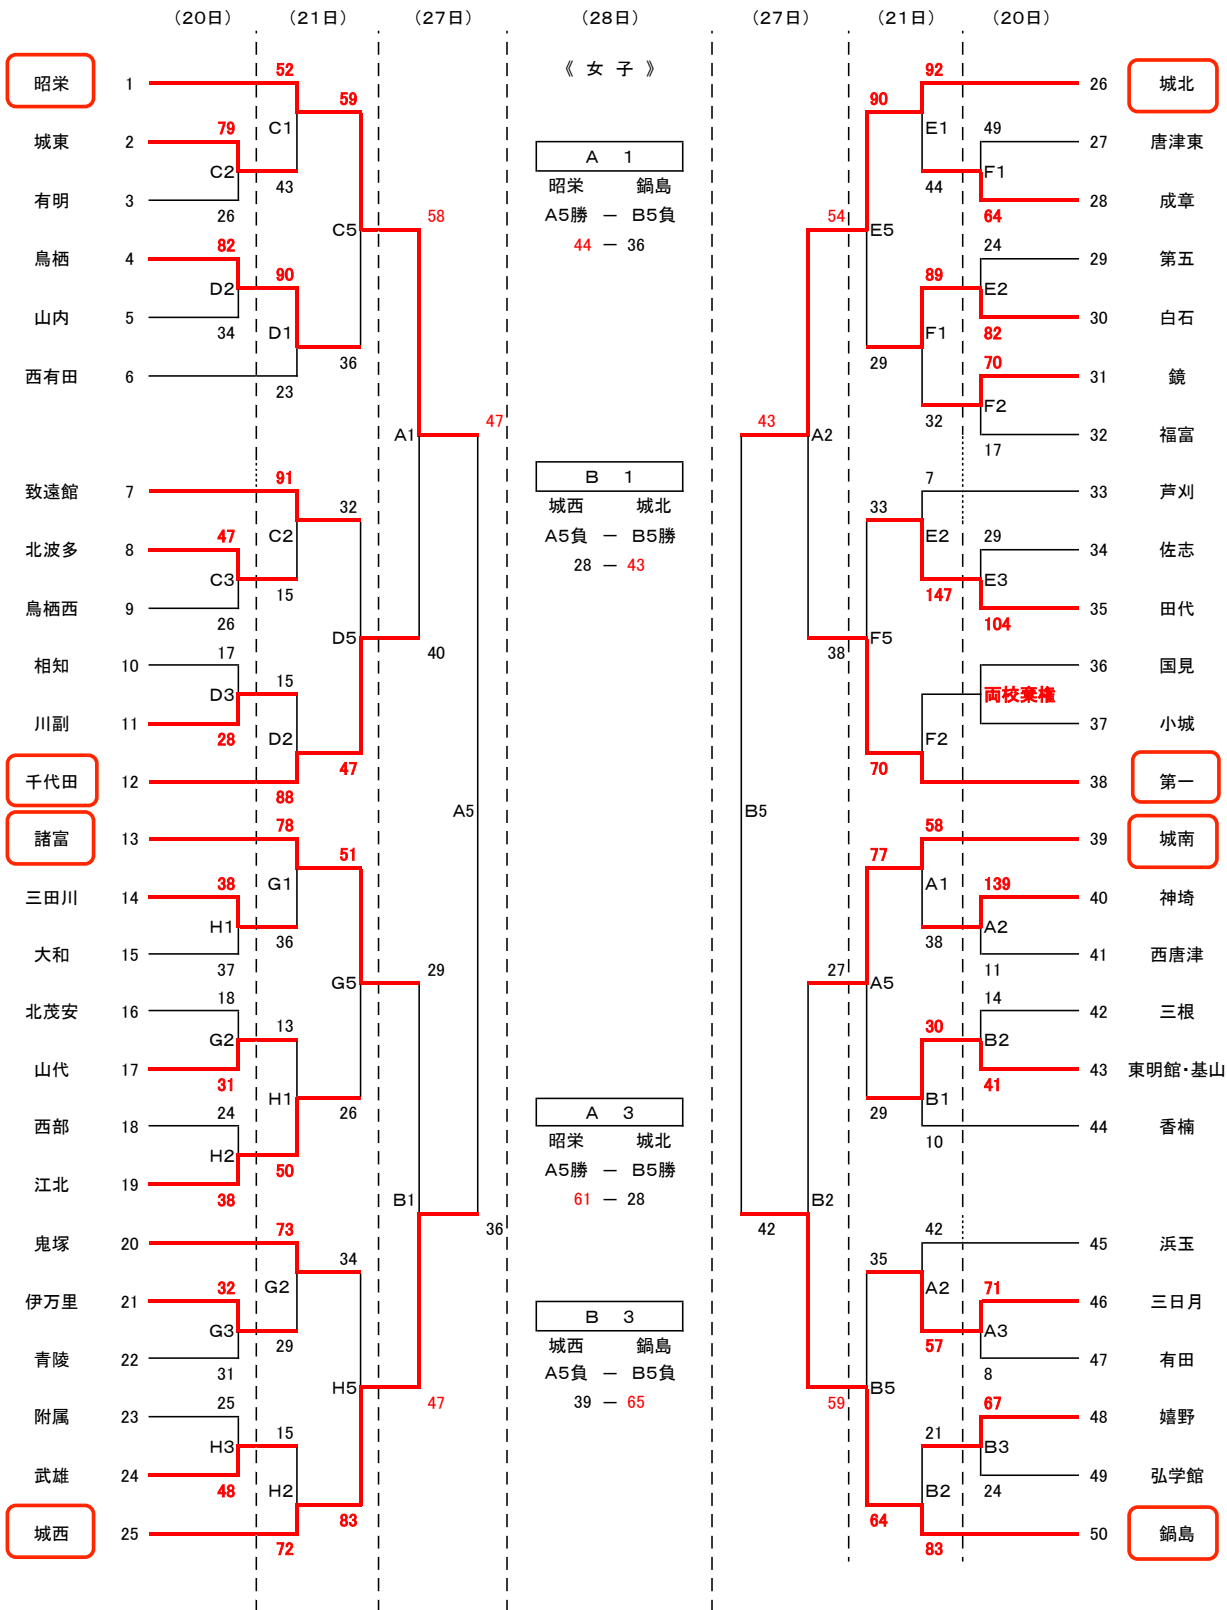 （20日） （21日） （27日） （28日） （27日） （21日） （20日）
《 女 子 》
昭栄 1 52
59
C1
城東 2 79
C2 43
有明 3
26
C5 58
鳥栖 4 82
D2 90
山内 5
34 D1
36
西有田 6
23
A1 47
致遠館 7 91
32
C2
北波多 8 47
C3 15
鳥栖西 9
26
D5 40
相知 10 17
D3 15
川副 11
28 D2
47
千代田 12
88
A5
諸富 13 78
51
G1
三田川 14 38
H1 36
大和 15
37
G5 29
北茂安 16 18
G2 13
山代 17
31 H1
26
西部 18 24
H2 50
江北 19
38
B1 36
鬼塚 20 73
34
G2
伊万里 21 32
G3 29
青陵 22
31
H5 47
附属 23 25
H3 15
武雄 24
48 H2
83
城西 25
72
A 1
昭栄 鍋島
A5勝 － B5負
44 － 36
B 1
城西 城北
A5負 － B5勝
28 － 43
A 3
昭栄 城北
A5勝 － B5勝
61 － 28
B 3
城西 鍋島
A5負 － B5負
39 － 65
92 26 城北
90
E1
49 27 唐津東
F1
44
28 成章
64
54 E5
24 29 第五
89 E2
30 白石
82
F1
29
70 31 鏡
F2
32
32 福富
17
43 A2
7 33 芦刈
33
E2
29 34 佐志
E3
147
35 田代
104
38 F5
36 国見
両校棄権
37 小城
F2
70
38 第一
B5
58 39 城南
77
A1
139 40 神埼
A2
38
41 西唐津
11
27 A5
14 42 三根
30 B2
43 東明館・基山
41
B1
29
44 香楠
10
42 B2
42 45 浜玉
35
A2
71 46 三日月
A3
57
47 有田
8
59 B5
67 48 嬉野
21 B3
49 弘学館
24
B2
64
50 鍋島
83